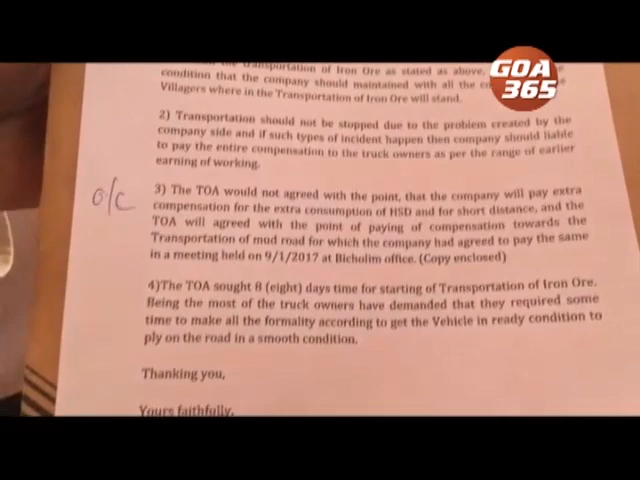 GOA
365
the transportation of Iron Ore as stated as above,
condition that the company should maintained with all the
Villagers where in the Transportation of Iron Ore will stand.
2) Transportation should not be stopped due to the problem created by the
company side and if such types of incident happen then company should liable
to pay the entire compensation to the truck owners as per the range of earlier
earning of working.
o/c
3) The TOA would not agreed with the point, that the company will pay extra
compensation for the extra consumption of HSD and for short distance, and the
TOA will agreed with the point of paying of compensation towards the
Transportation of mud road for which the company had agreed to pay the same
in a meeting held on 9/1/2017 at Bicholim office. (Copy enclosed)
4)The TOA sought 8 (eight) days time for starting of Transportation of Iron Ore.
Being the most of the truck owners have demanded that they required some
time to make all the formality according to get the Vehicle in ready condition to
ply on the road in a smooth condition.
Thanking you,
Yours faithfully,